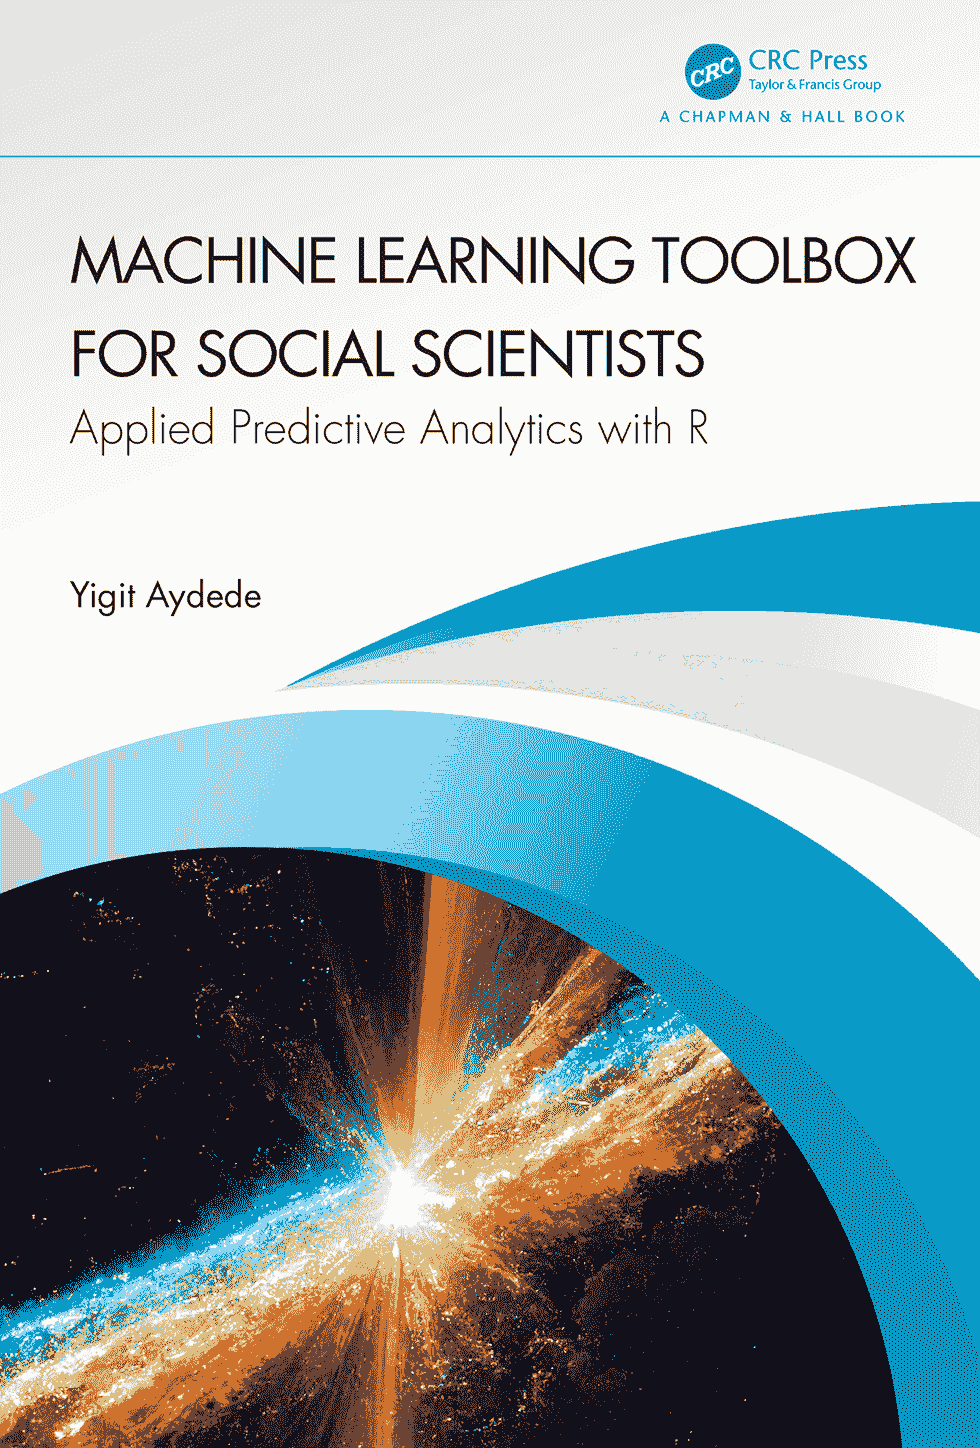 CRC
CRC Press
Taylor & Francis Group
A CHAPMAN & HALL BOOK
MACHINE LEARNING TOOLBOX
FOR SOCIAL SCIENTISTS
Applied Predictive Analytics with R
Yigit Aydede